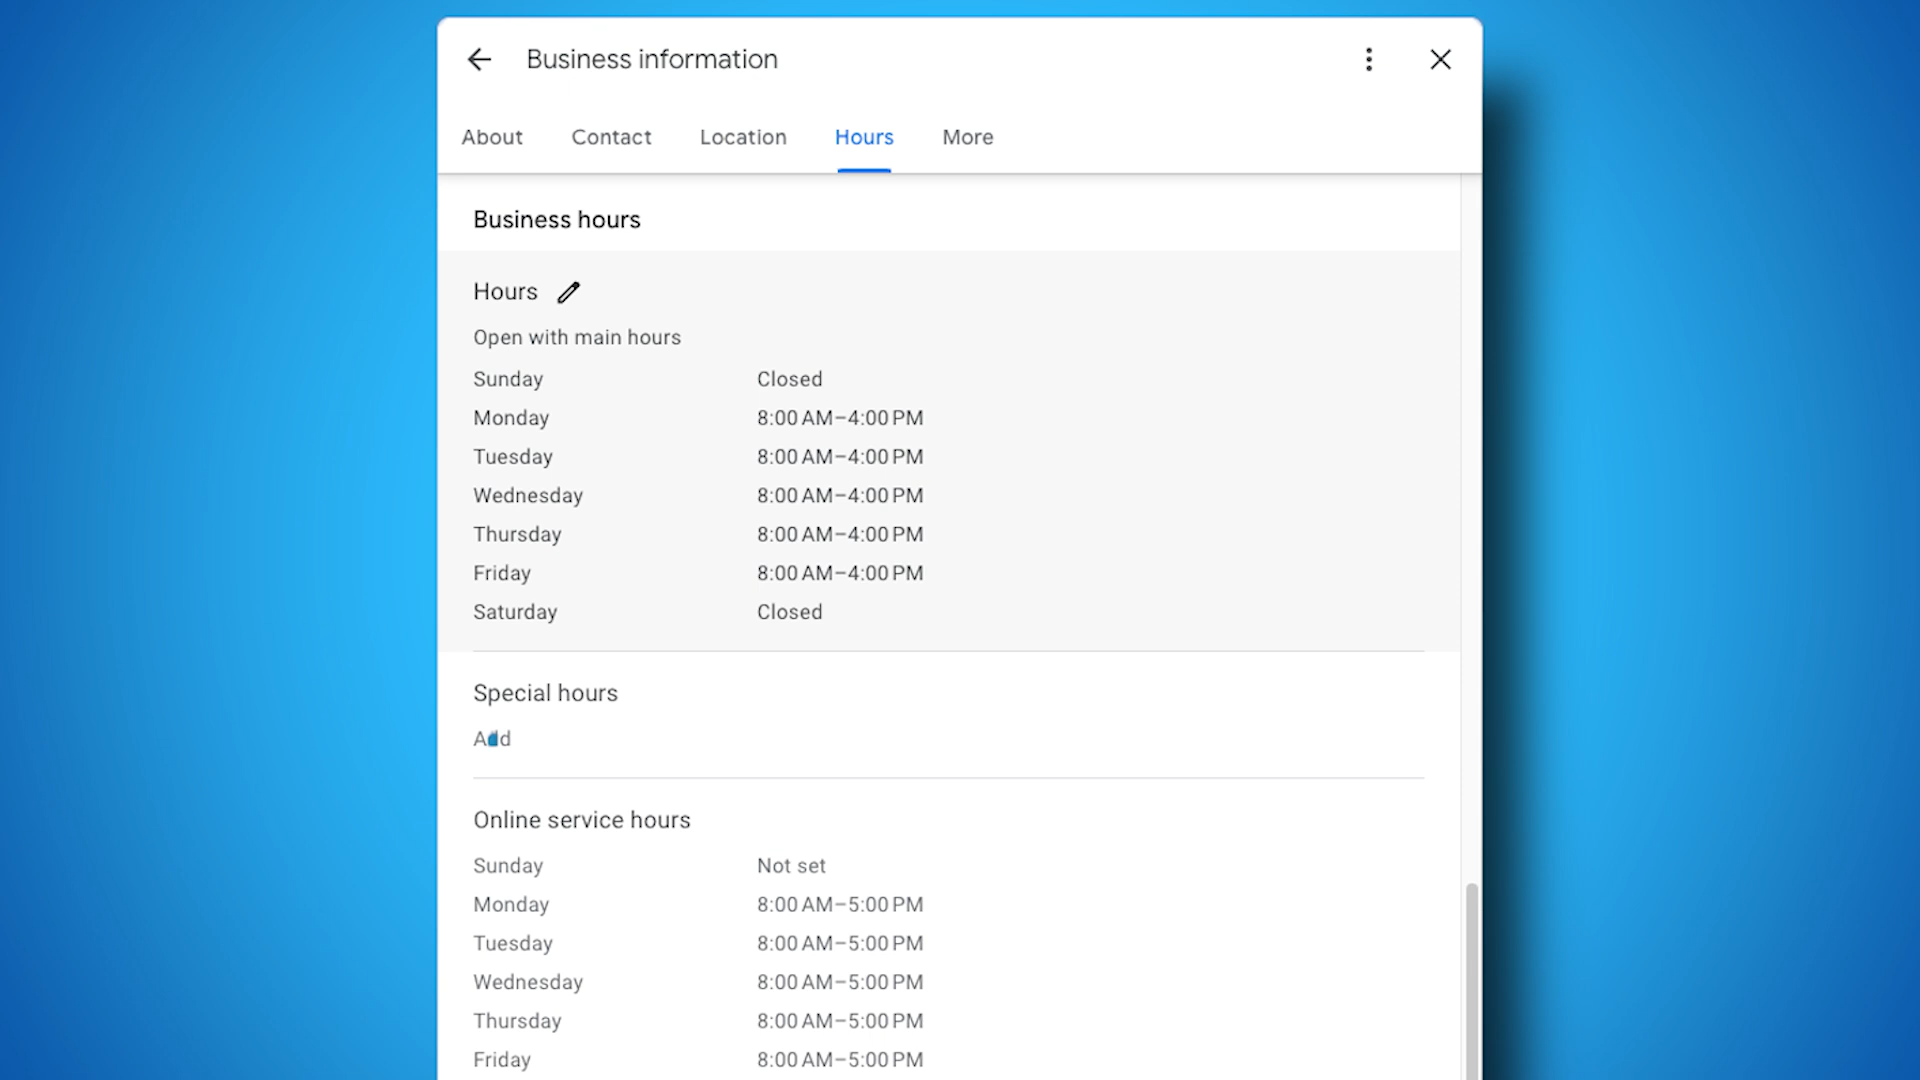 Business information
About Contact Location Hours More
Business hours
Hours
Open with main hours
Sunday Closed
Monday 8:00 AM–4:00 PM
Tuesday 8:00 AM–4:00 PM
Wednesday 8:00 AM–4:00 PM
Thursday 8:00 AM–4:00 PM
Friday 8:00 AM–4:00 PM
Saturday Closed
Special hours
Add
Online service hours
Sunday Not set
Monday 8:00 AM–5:00 PM
Tuesday 8:00 AM–5:00 PM
Wednesday 8:00 AM–5:00 PM
Thursday 8:00 AM–5:00 PM
Friday 8:00 AM–5:00 PM